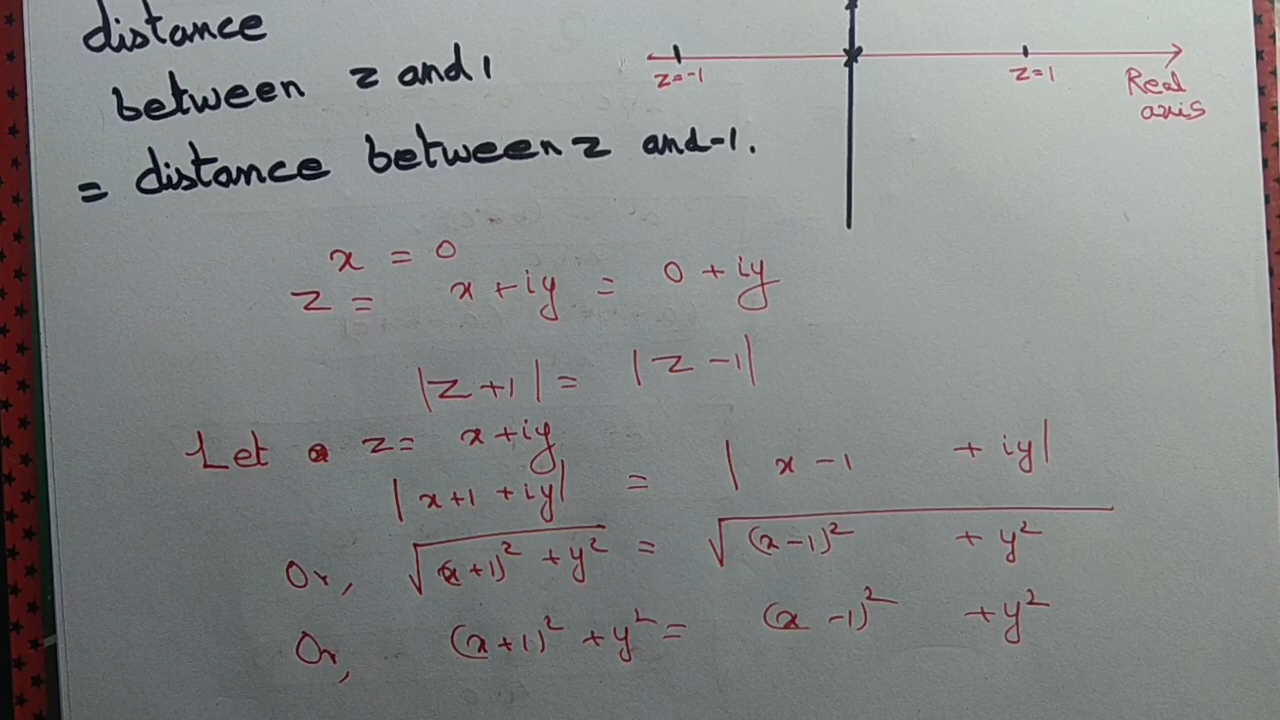 distance
between z and 1
= distance between z and -1.
z=-1
z=1
Real
axis
x = 0
z = x + iy = 0 + iy
|z+1| = |z-1|
Let z= x+iy
|x+1 + iy| = |x-1 + iy|
Or, √((x+1)² + y²) = √((x-1)² + y²)
Or, (x+1)² + y² = (x-1)² + y²